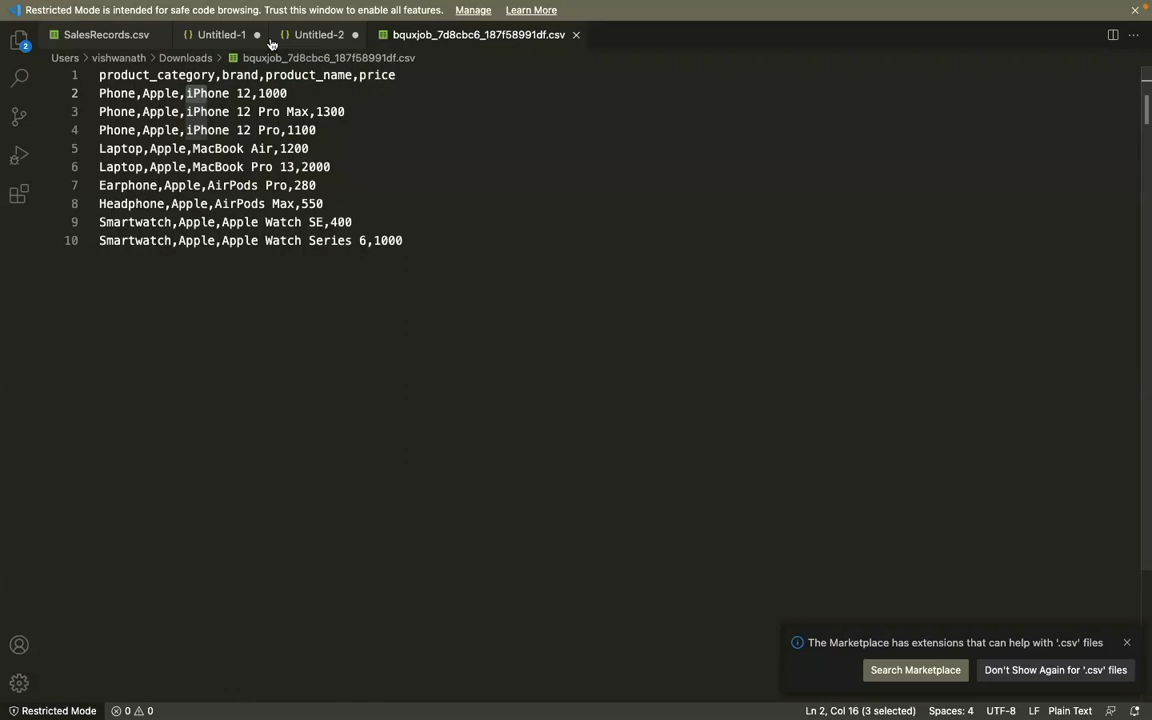 Restricted Mode is intended for safe code browsing. Trust this window to enable all features. Manage Learn More
SalesRecords.csv Untitled-1 Untitled-2 bquxjob_7d8cbc6_187f58991df.csv
Users > vishwanath > Downloads > bquxjob_7d8cbc6_187f58991df.csv
1 product_category,brand,product_name,price
2 Phone,Apple,iPhone 12,1000
3 Phone,Apple,iPhone 12 Pro Max,1300
4 Phone,Apple,iPhone 12 Pro,1100
5 Laptop,Apple,MacBook Air,1200
6 Laptop,Apple,MacBook Pro 13,2000
7 Earphone,Apple,AirPods Pro,280
8 Headphone,Apple,AirPods Max,550
9 Smartwatch,Apple,Apple Watch SE,400
10 Smartwatch,Apple,Apple Watch Series 6,1000
2
The Marketplace has extensions that can help with '.csv' files
Search Marketplace Don't Show Again for '.csv' files
Restricted Mode 0 0 Ln 2, Col 16 (3 selected) Spaces: 4 UTF-8 LF Plain Text